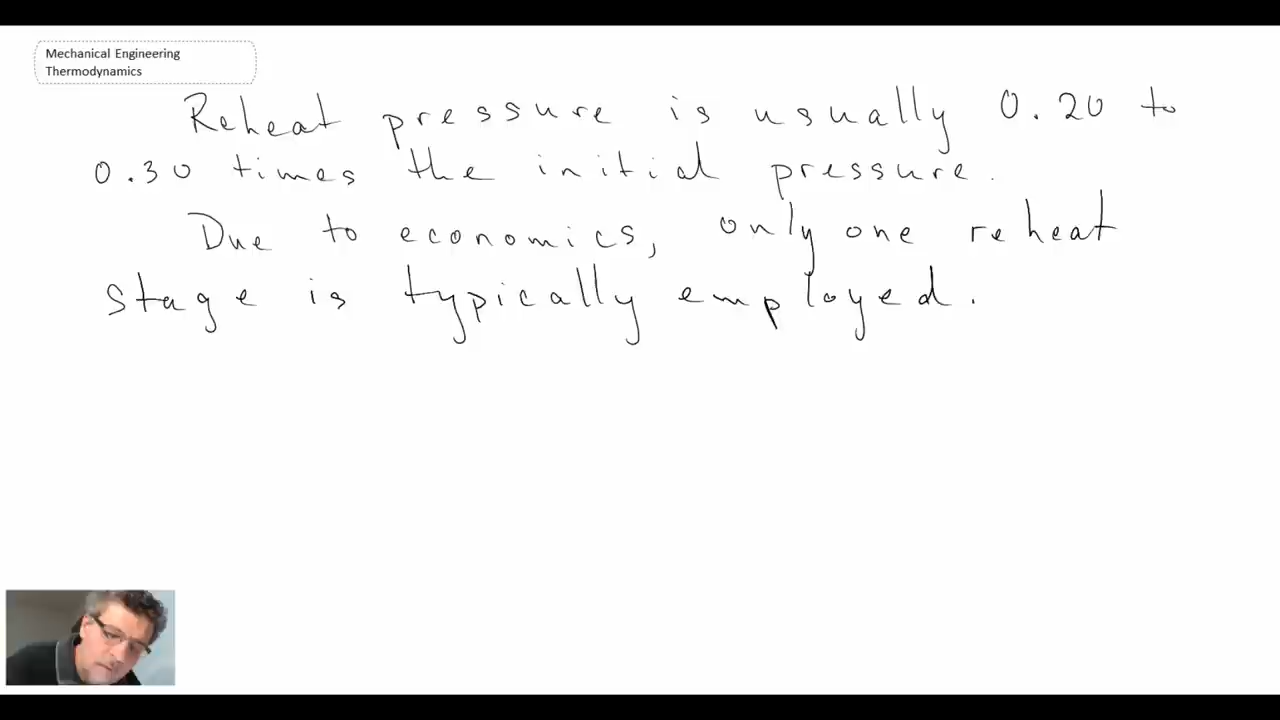 Mechanical Engineering
Thermodynamics
Reheat pressure is usually 0.20 to
0.30 times the initial pressure.
Due to economics, only one reheat
stage is typically employed.